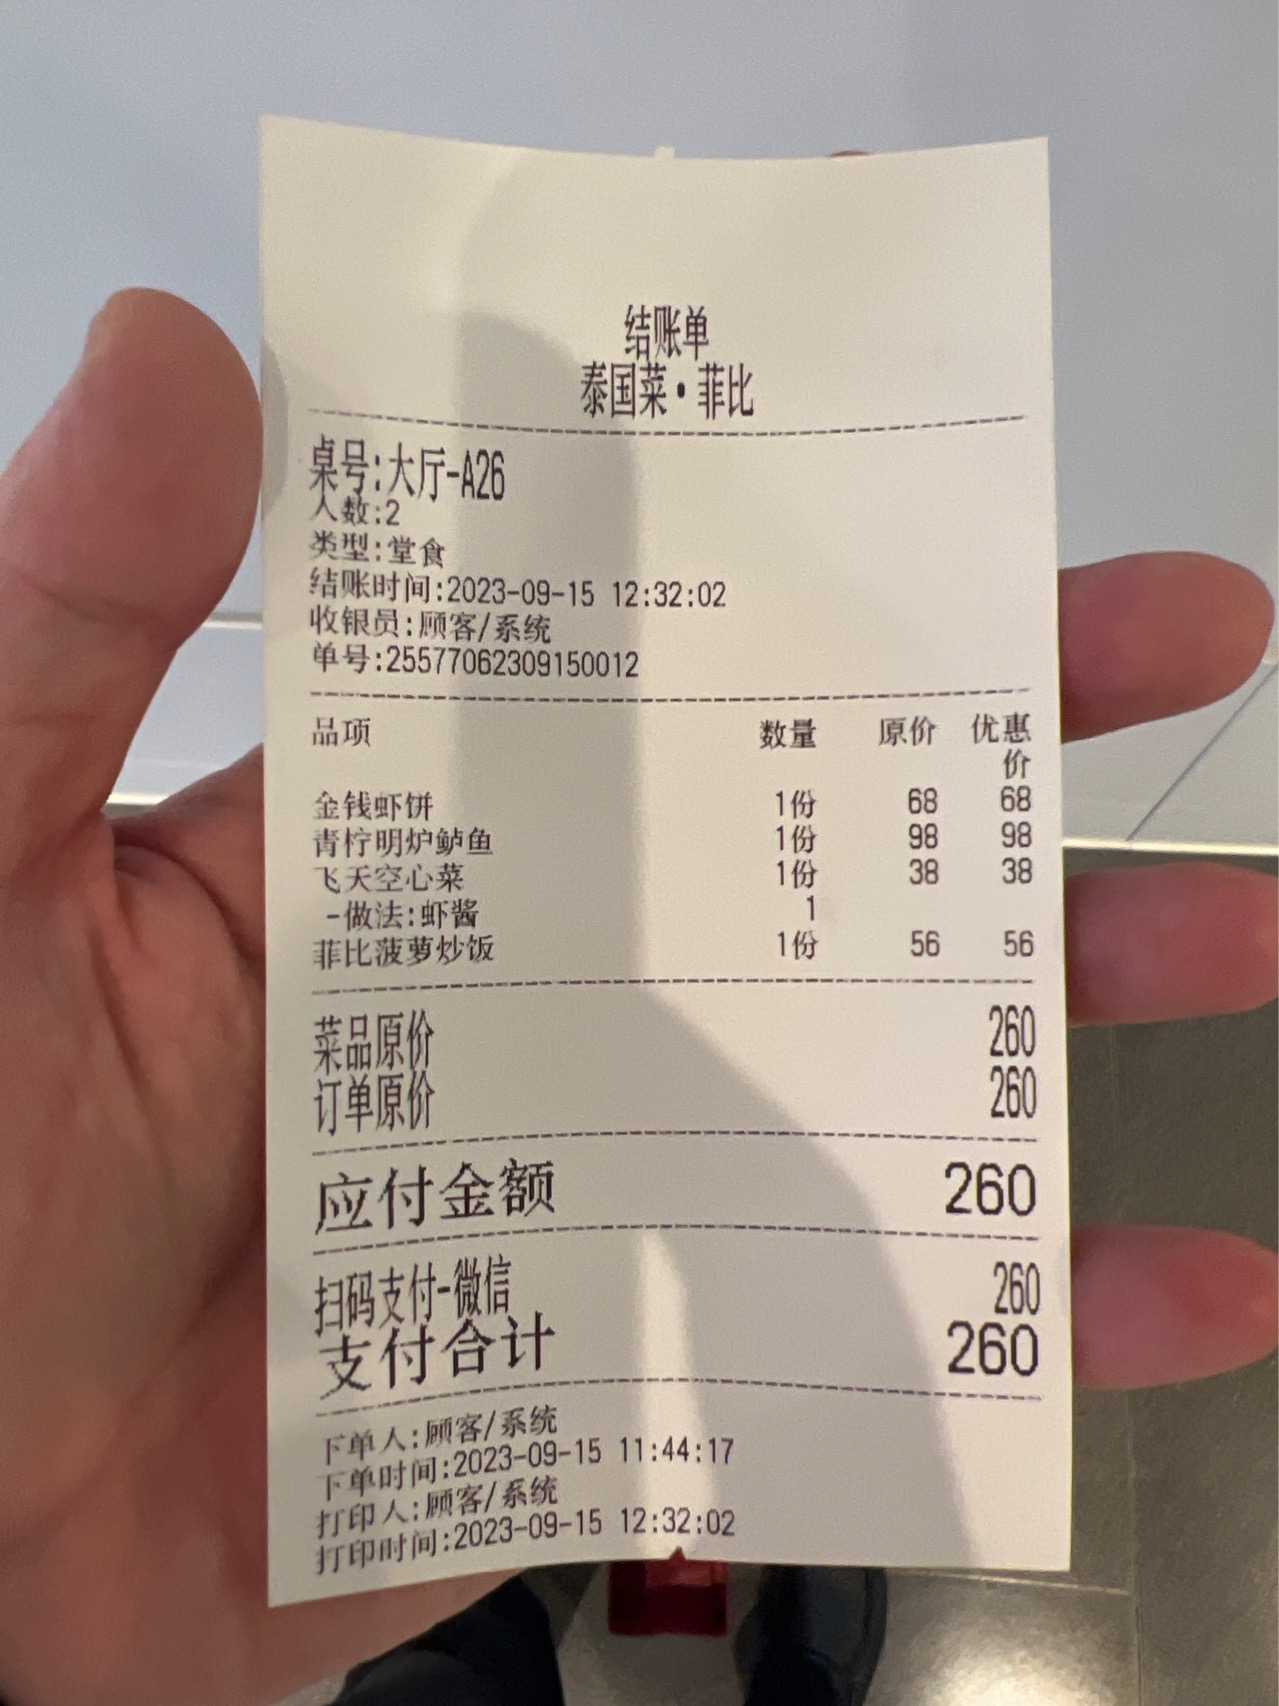 结账单
泰国菜·菲比
桌号:大厅-A26
人数:2
类型:堂食
结账时间:2023-09-15 12:32:02
收银员:顾客/系统
单号:25577062309150012
品项 数量 原价 优惠价
金钱虾饼 1份 68 68
青柠明炉鲈鱼 1份 98 98
飞天空心菜 1份 38 38
-做法:虾酱 1
菲比菠萝炒饭 1份 56 56
菜品原价 260
订单原价 260
应付金额 260
扫码支付-微信 260
支付合计 260
下单人:顾客/系统
下单时间:2023-09-15 11:44:17
打印人:顾客/系统
打印时间:2023-09-15 12:32:02